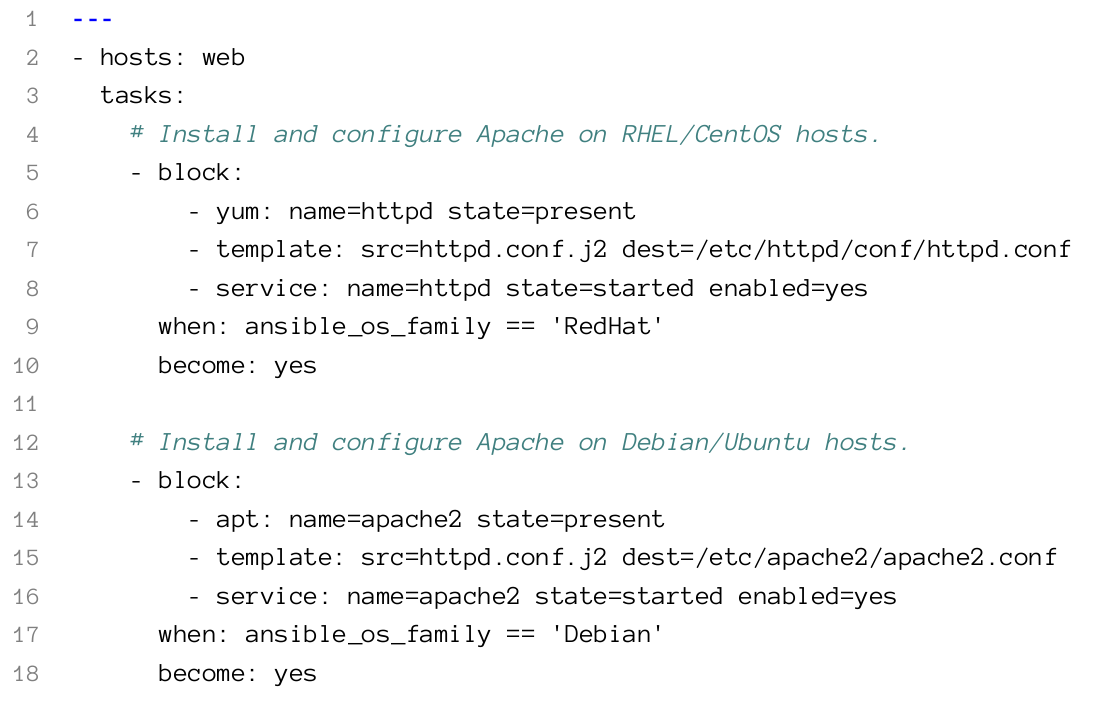 1 ---
2 - hosts: web
3   tasks:
4     # Install and configure Apache on RHEL/CentOS hosts.
5     - block:
6         - yum: name=httpd state=present
7         - template: src=httpd.conf.j2 dest=/etc/httpd/conf/httpd.conf
8         - service: name=httpd state=started enabled=yes
9       when: ansible_os_family == 'RedHat'
10       become: yes
11
12     # Install and configure Apache on Debian/Ubuntu hosts.
13     - block:
14         - apt: name=apache2 state=present
15         - template: src=httpd.conf.j2 dest=/etc/apache2/apache2.conf
16         - service: name=apache2 state=started enabled=yes
17       when: ansible_os_family == 'Debian'
18       become: yes